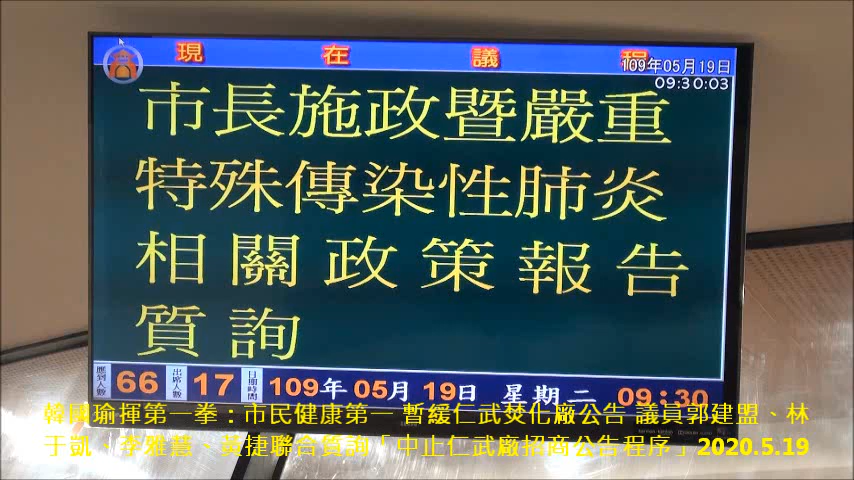 現在議程
109年05月19日
09:30:03
市長施政暨嚴重
特殊傳染性肺炎
相關政策報告
質詢
應到人數 66 出席人數 17 日期時間 109年 05月 19日 星期二 09:30
韓國瑜揮第一拳：市民健康第一 暫緩仁武焚化廠公告 議員郭建盟、林
于凱、李雅慧、黃捷聯合質詢「中止仁武廠招商公告程序」2020.5.19